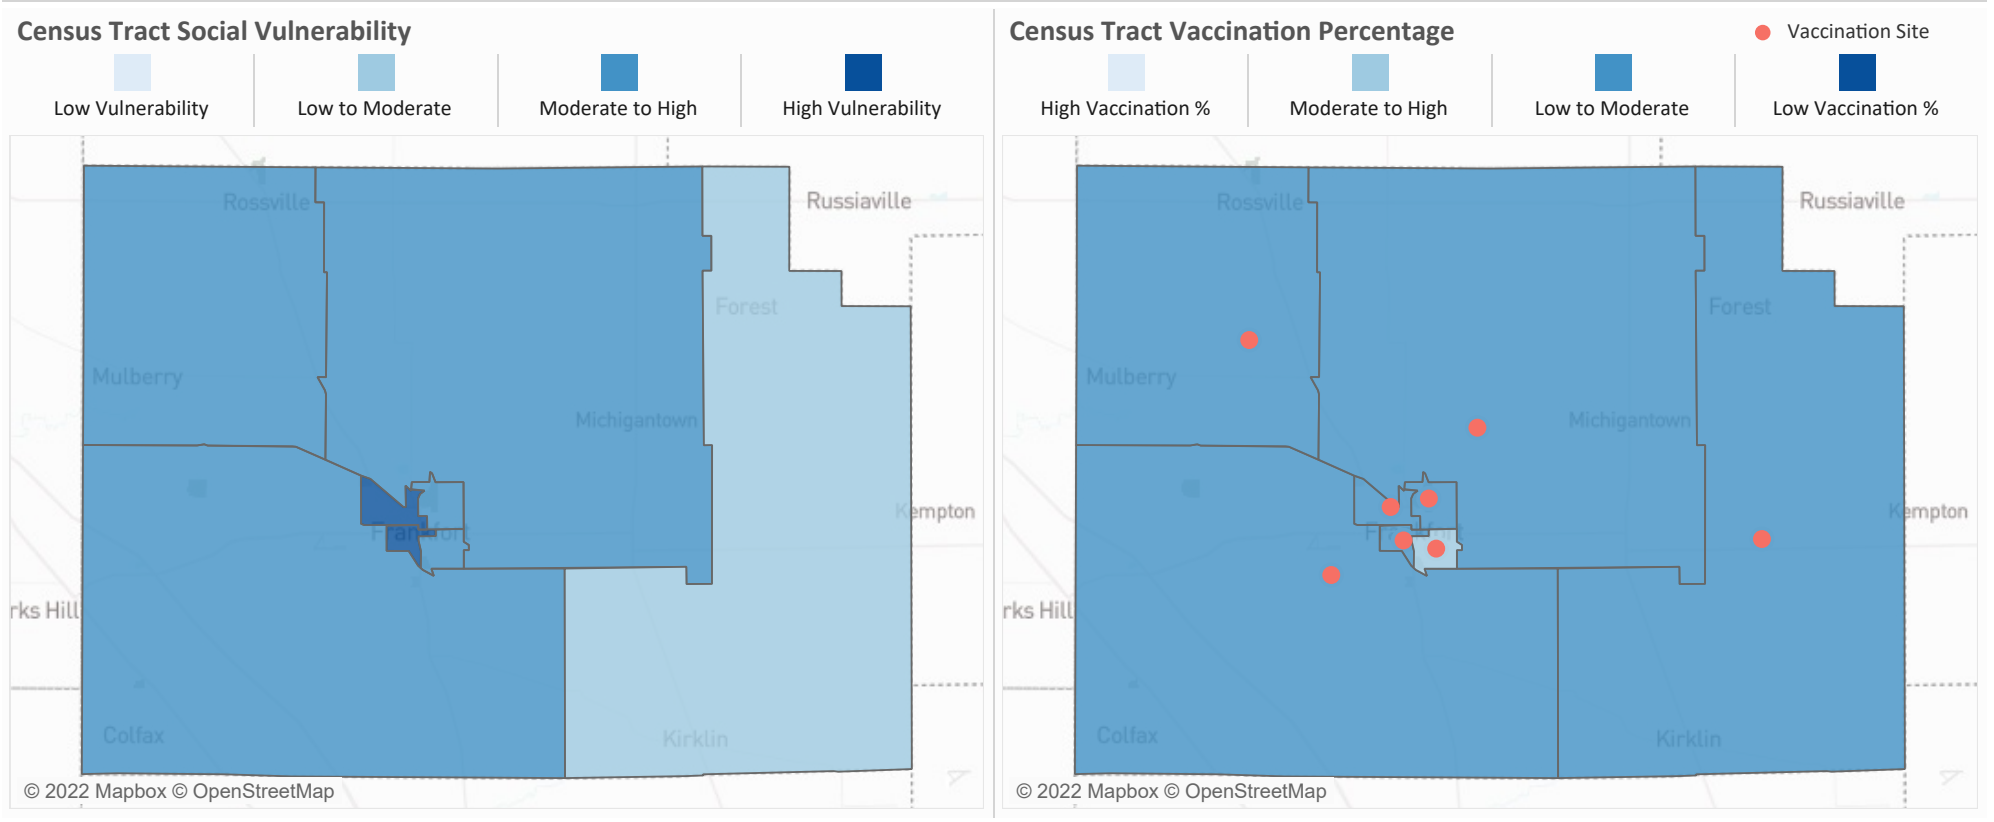 Census Tract Social Vulnerability
Low Vulnerability
Low to Moderate
Moderate to High
High Vulnerability
Rossville
Russiaville
Forest
Mulberry
Michigantown
Kempton
Frankfort
rks Hill
Colfax
Kirklin
© 2022 Mapbox © OpenStreetMap
Census Tract Vaccination Percentage
Vaccination Site
High Vaccination %
Moderate to High
Low to Moderate
Low Vaccination %
Rossville
Russiaville
Forest
Mulberry
Michigantown
Kempton
Frankfort
rks Hill
Colfax
Kirklin
© 2022 Mapbox © OpenStreetMap